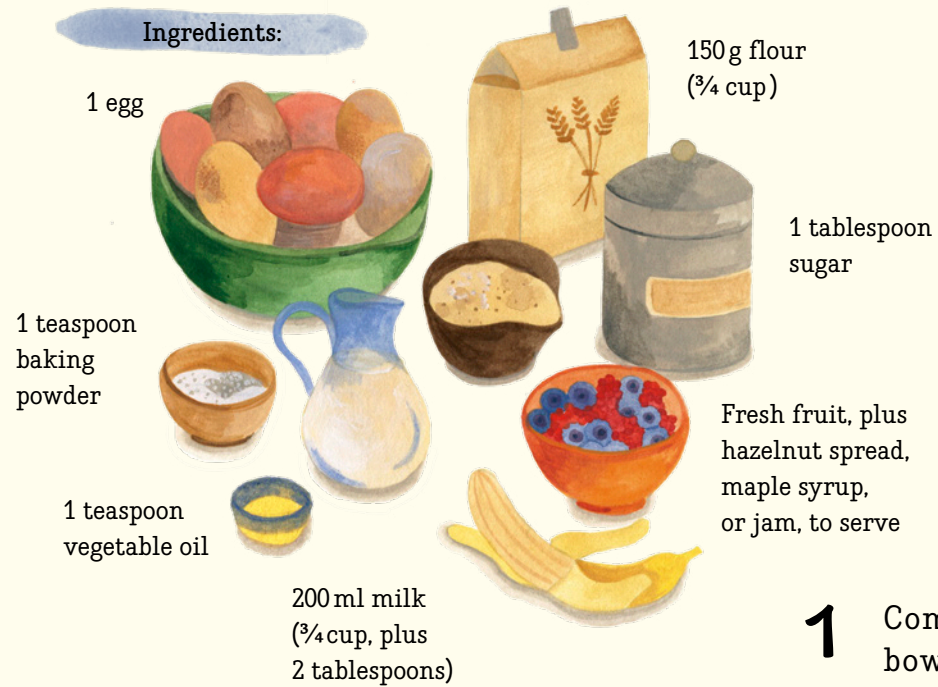 Ingredients:
1 egg
150 g flour
(¾ cup)
1 tablespoon
sugar
1 teaspoon
baking
powder
Fresh fruit, plus
hazelnut spread,
maple syrup,
or jam, to serve
1 teaspoon
vegetable oil
200 ml milk
(¾ cup, plus
2 tablespoons)
1